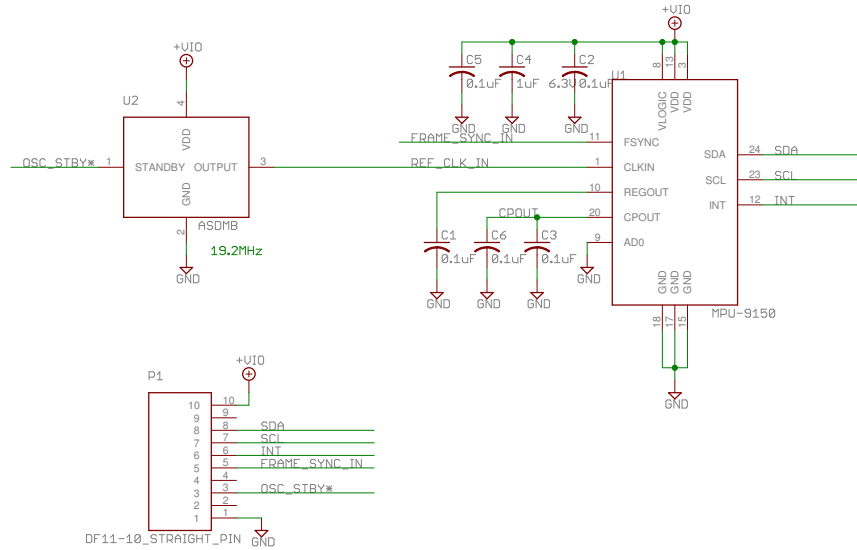 +VIO
+VIO
C5
C4
C2
U1
0.1uF
1uF
6.3V
0.1uF
8
13
3
VLOGIC
VDD
VDD
GND
GND
GND
U2
4
VDD
OSC_STBY*
1
STANDBY
OUTPUT
3
GND
2
ASDMB
19.2MHz
GND
FRAME_SYNC_IN
11
FSYNC
REF_CLK_IN
1
CLKIN
10
REGOUT
CPOUT
20
CPOUT
9
AD0
SDA
24
SDA
SCL
23
SCL
INT
12
INT
C1
C6
C3
0.1uF
0.1uF
0.1uF
GND
GND
GND
GND
GND
GND
GND
18
17
15
MPU-9150
GND
+VIO
P1
10
10
9
9
8
8
SDA
7
7
SCL
6
6
INT
5
5
FRAME_SYNC_IN
4
4
3
3
OSC_STBY*
2
2
1
1
DF11-10_STRAIGHT_PIN
GND